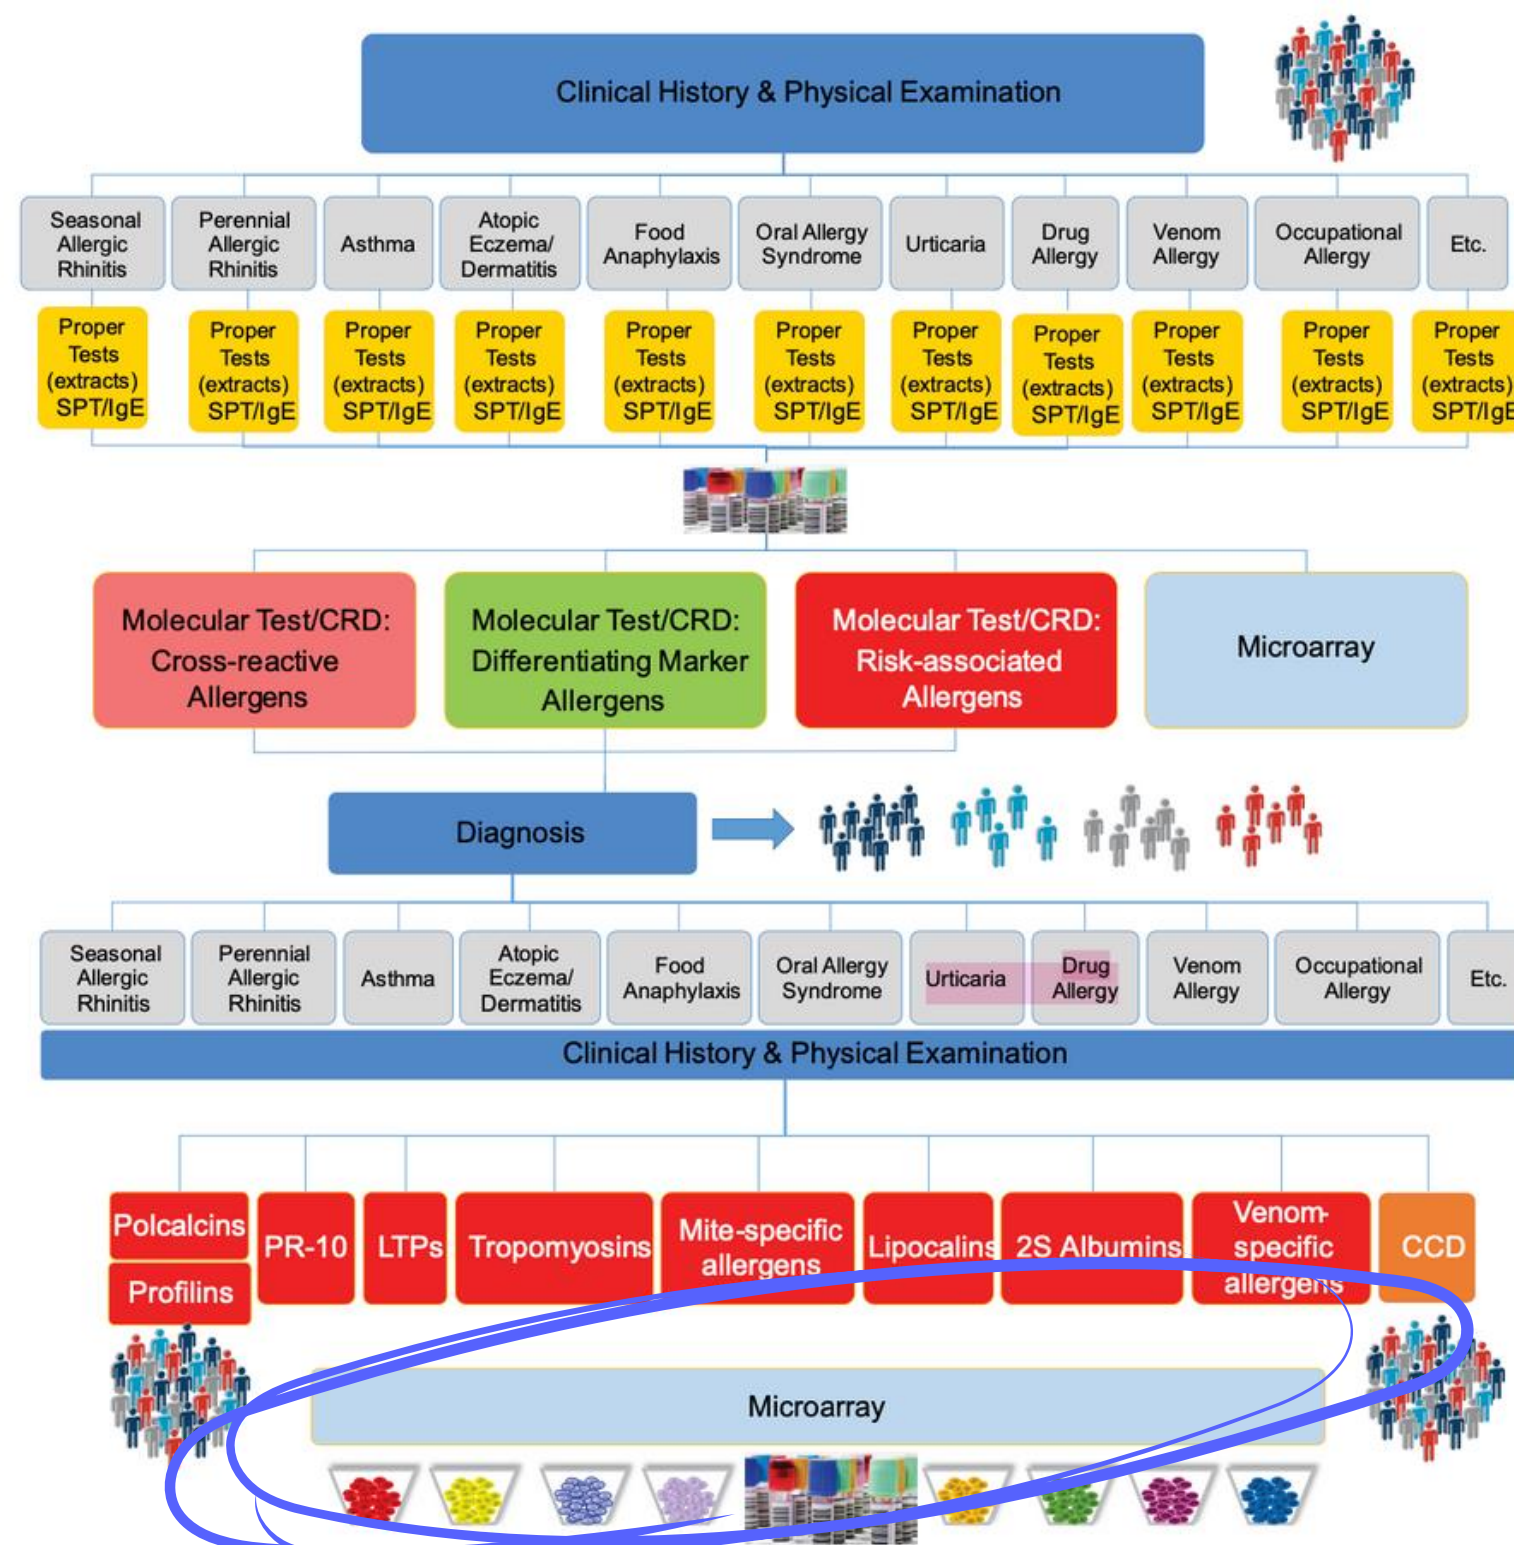 Clinical History & Physical Examination
Seasonal
Allergic
Rhinitis
Perennial
Allergic
Rhinitis
Asthma
Atopic
Eczema/
Dermatitis
Food
Anaphylaxis
Oral Allergy
Syndrome
Urticaria
Drug
Allergy
Venom
Allergy
Occupational
Allergy
Etc.
Proper
Tests
(extracts)
SPT/IgE
Proper
Tests
(extracts)
SPT/IgE
Proper
Tests
(extracts)
SPT/IgE
Proper
Tests
(extracts)
SPT/IgE
Proper
Tests
(extracts)
SPT/IgE
Proper
Tests
(extracts)
SPT/IgE
Proper
Tests
(extracts)
SPT/IgE
Proper
Tests
(extracts)
SPT/IgE
Proper
Tests
(extracts)
SPT/IgE
Proper
Tests
(extracts)
SPT/IgE
Proper
Tests
(extracts)
SPT/IgE
Molecular Test/CRD:
Cross-reactive
Allergens
Molecular Test/CRD:
Differentiating Marker
Allergens
Molecular Test/CRD:
Risk-associated
Allergens
Microarray
Diagnosis
Seasonal
Allergic
Rhinitis
Perennial
Allergic
Rhinitis
Asthma
Atopic
Eczema/
Dermatitis
Food
Anaphylaxis
Oral Allergy
Syndrome
Urticaria
Drug
Allergy
Venom
Allergy
Occupational
Allergy
Etc.
Clinical History & Physical Examination
Polcalcins
Profilins
PR-10
LTPs
Tropomyosins
Mite-specific
allergens
Lipocalins
2S Albumins
Venom-
specific
allergens
CCD
Microarray